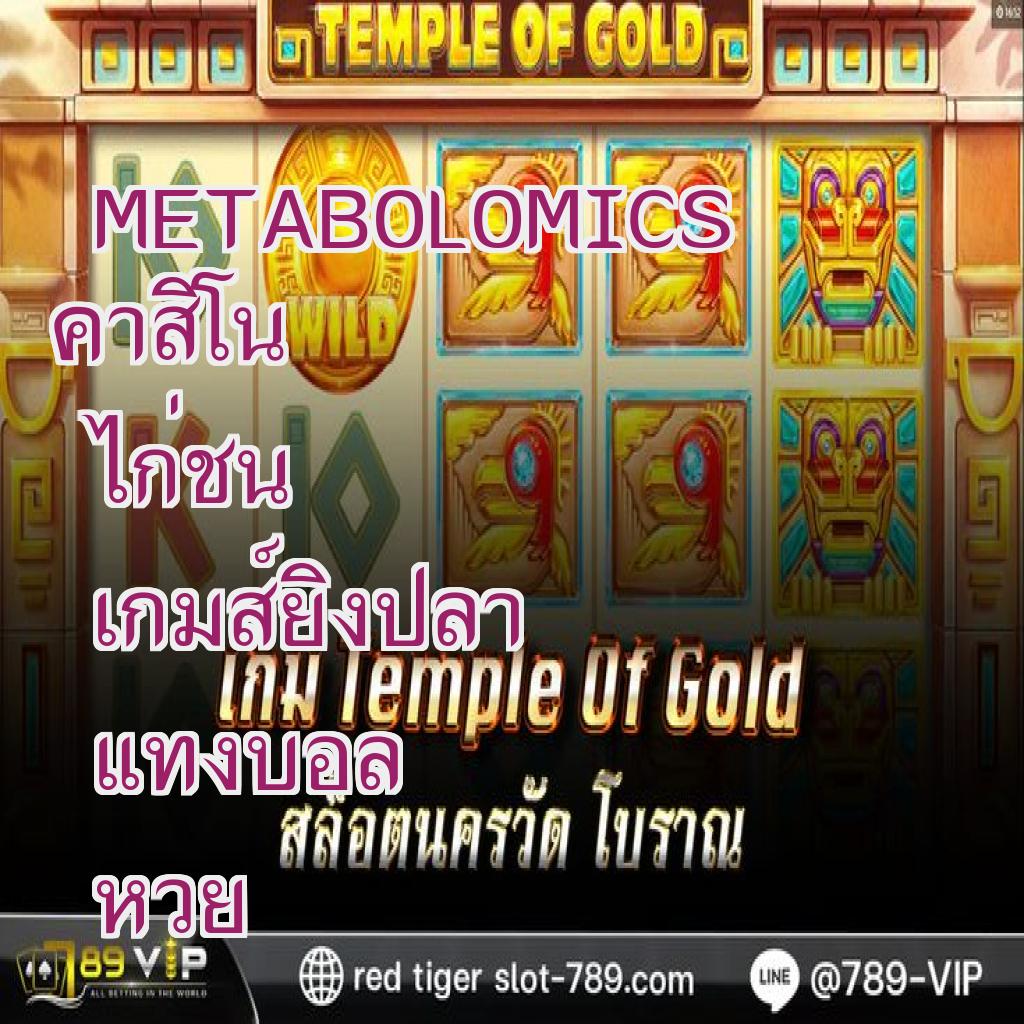 TEMPLE OF GOLD
METABOLOMICS
คาสิโน
WILD
ไก่ชน
K
เกมส์ยิงปลา
เกม Temple Of Gold
แทงบอล
สล็อตนครวัด โบราณ
หวย
789 VIP
ALL BETTING IN THE WORLD
red tiger slot-789.com
LINE @789-VIP